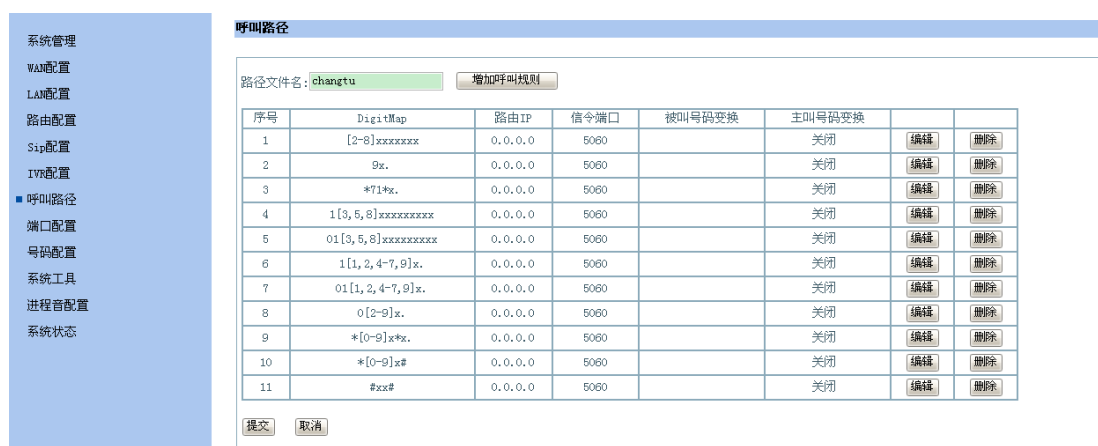 系统管理
WAN配置
LAN配置
路由配置
Sip配置
IVR配置
呼叫路径
端口配置
号码配置
系统工具
进程音配置
系统状态
呼叫路径
路径文件名: changtu 增加呼叫规则
序号 DigitMap 路由IP 信令端口 被叫号码变换 主叫号码变换
1 [2-8]xxxxxxx 0.0.0.0 5060 关闭 编辑 删除
2 9x. 0.0.0.0 5060 关闭 编辑 删除
3 *71*x. 0.0.0.0 5060 关闭 编辑 删除
4 1[3,5,8]xxxxxxxxx 0.0.0.0 5060 关闭 编辑 删除
5 01[3,5,8]xxxxxxxxx 0.0.0.0 5060 关闭 编辑 删除
6 1[1,2,4-7,9]x. 0.0.0.0 5060 关闭 编辑 删除
7 01[1,2,4-7,9]x. 0.0.0.0 5060 关闭 编辑 删除
8 0[2-9]x. 0.0.0.0 5060 关闭 编辑 删除
9 *[0-9]x*x. 0.0.0.0 5060 关闭 编辑 删除
10 *[0-9]x# 0.0.0.0 5060 关闭 编辑 删除
11 #xx# 0.0.0.0 5060 关闭 编辑 删除
提交 取消